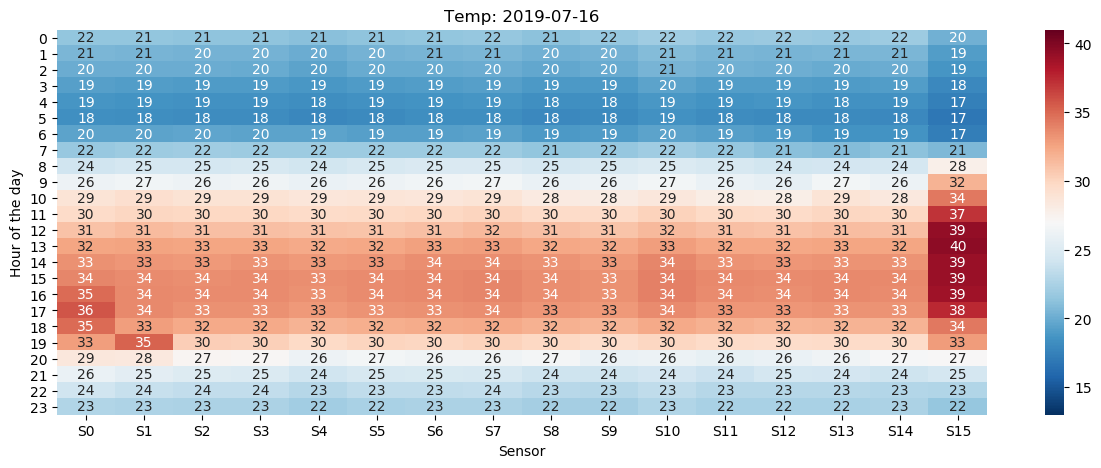 Temp: 2019-07-16
0 22 21 21 21 21 21 21 22 21 22 22 22 22 22 22 20
1 21 21 20 20 20 20 21 21 20 20 21 21 21 21 21 19
2 20 20 20 20 20 20 20 20 20 20 21 20 20 20 20 19
3 19 19 19 19 19 19 19 19 19 19 20 19 19 19 19 18
4 19 19 19 19 18 19 19 19 18 18 19 19 19 18 19 17
5 18 18 18 18 18 18 18 18 18 18 19 18 18 18 18 17
6 20 20 20 20 19 19 20 19 19 19 20 19 19 19 19 17
7 22 22 22 22 22 22 22 22 21 22 22 22 21 21 21 21
8 24 25 25 25 24 25 25 25 25 25 25 25 24 24 24 28
9 26 27 26 26 26 26 26 27 26 26 27 26 26 27 26 32
10 29 29 29 29 29 29 29 29 28 28 29 28 28 29 28 34
11 30 30 30 30 30 30 30 30 30 30 30 30 30 30 30 37
12 31 31 31 31 31 31 31 32 31 31 32 31 31 31 31 39
13 32 33 33 33 32 32 33 33 32 32 33 32 32 33 32 40
14 33 33 33 33 33 33 34 34 33 33 34 33 33 33 33 39
15 34 34 34 34 33 34 34 34 34 33 34 34 34 34 34 39
16 35 34 34 34 33 34 34 34 34 33 34 34 34 34 34 39
17 36 34 33 33 33 33 34 34 33 33 34 33 33 34 34 38
18 35 33 32 32 32 32 32 32 32 32 32 32 32 32 32 34
19 33 35 30 30 30 30 30 30 30 30 30 30 30 30 30 33
20 29 28 27 27 26 27 26 26 27 26 26 26 26 26 27 27
21 26 25 25 25 24 25 25 25 24 24 24 24 25 24 24 25
22 24 24 24 24 23 23 23 24 23 23 23 23 23 23 23 23
23 23 23 23 23 22 22 23 23 22 22 23 22 22 22 23 22
S0 S1 S2 S3 S4 S5 S6 S7 S8 S9 S10 S11 S12 S13 S14 S15
Sensor
Hour of the day
40
35
30
25
20
15